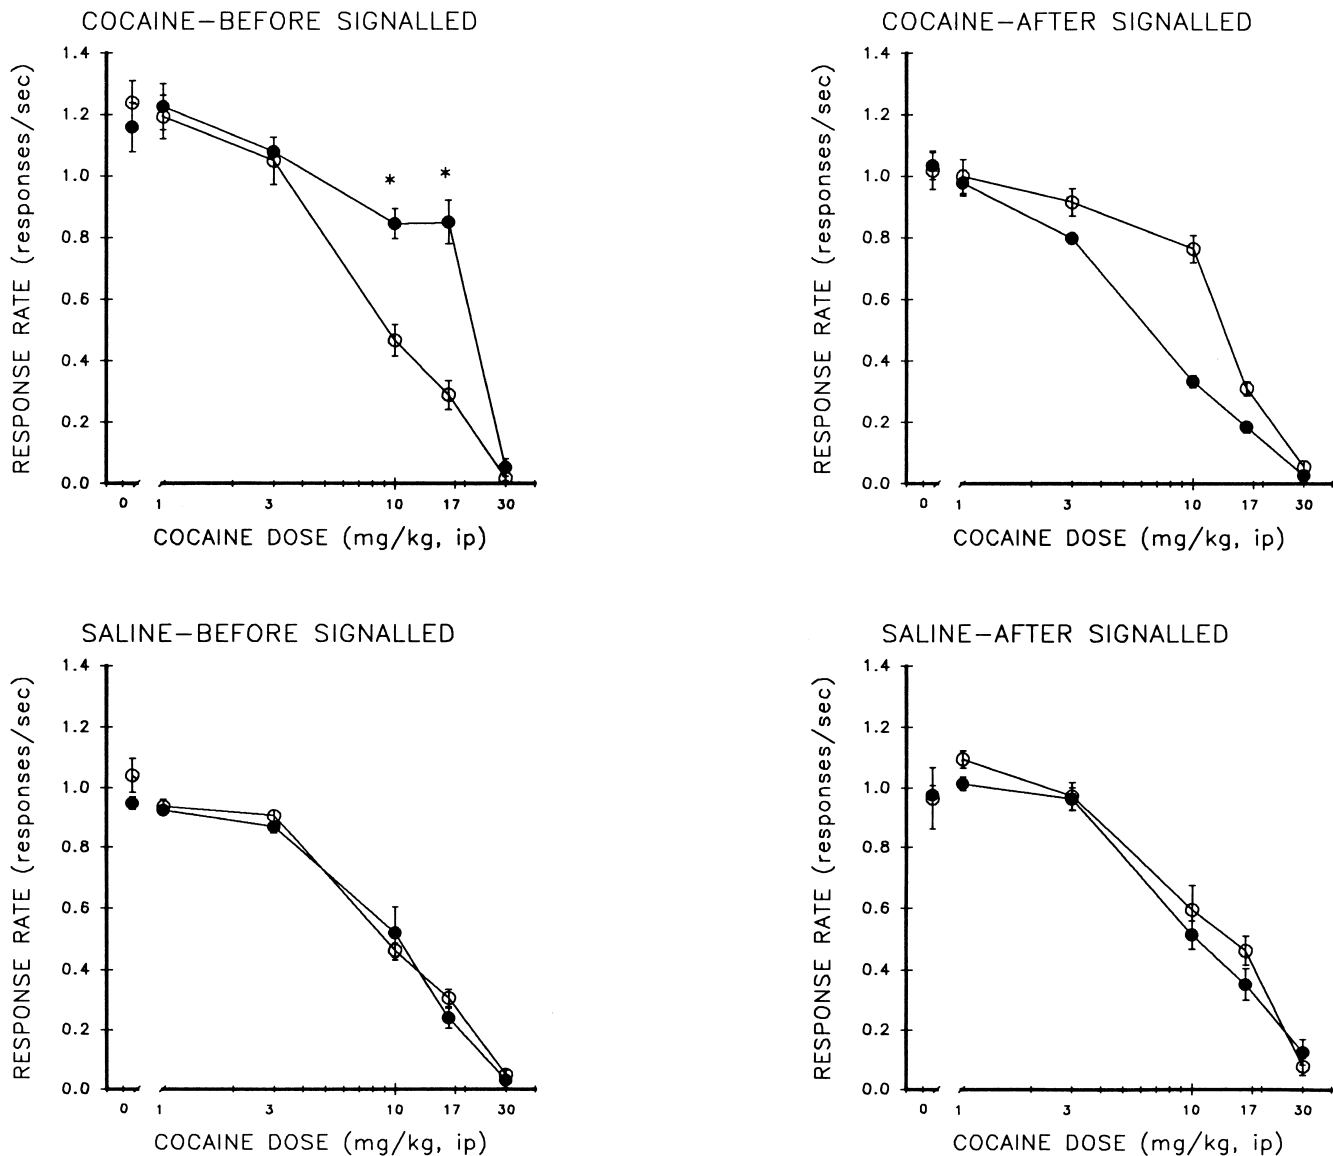 COCAINE-BEFORE SIGNALLED
RESPONSE RATE (responses/sec)
1.4
1.2
1.0
0.8
0.6
0.4
0.2
0.0
* *
0 1 3 10 17 30
COCAINE DOSE (mg/kg, ip)
COCAINE-AFTER SIGNALLED
RESPONSE RATE (responses/sec)
1.4
1.2
1.0
0.8
0.6
0.4
0.2
0.0
0 1 3 10 17 30
COCAINE DOSE (mg/kg, ip)
SALINE-BEFORE SIGNALLED
RESPONSE RATE (responses/sec)
1.4
1.2
1.0
0.8
0.6
0.4
0.2
0.0
0 1 3 10 17 30
COCAINE DOSE (mg/kg, ip)
SALINE-AFTER SIGNALLED
RESPONSE RATE (responses/sec)
1.4
1.2
1.0
0.8
0.6
0.4
0.2
0.0
0 1 3 10 17 30
COCAINE DOSE (mg/kg, ip)